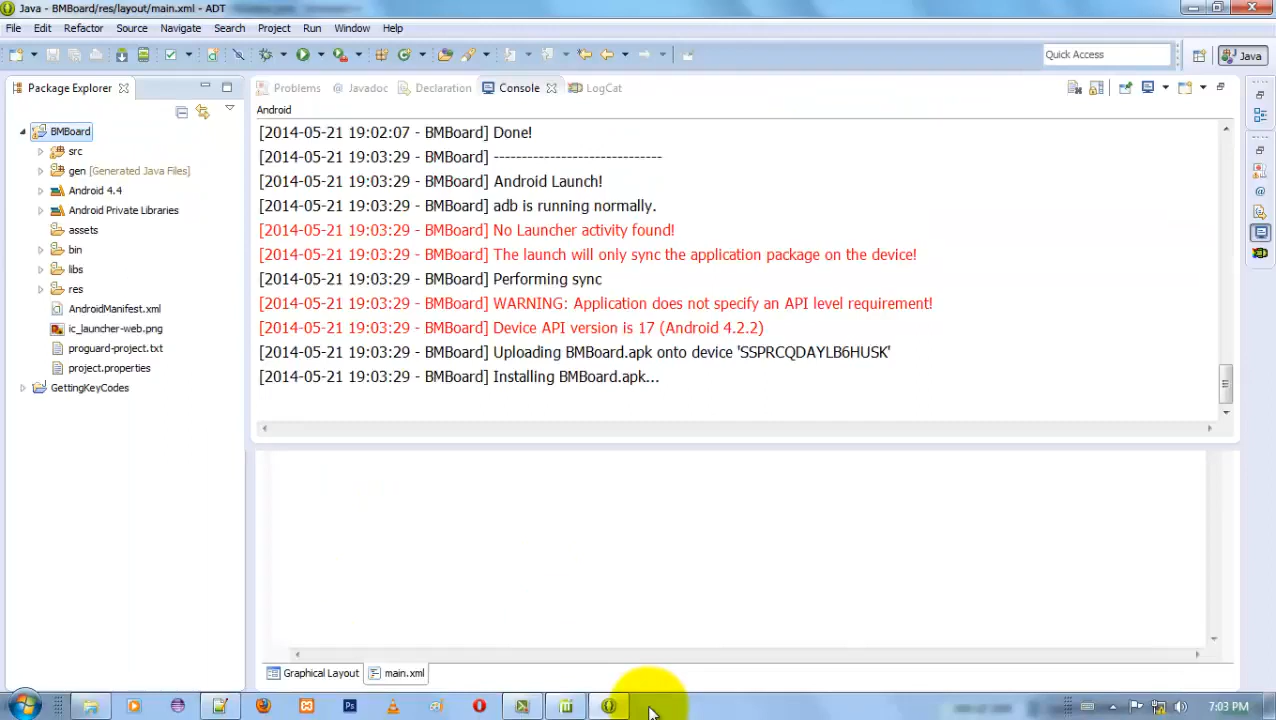 Java - BMBoard/res/layout/main.xml - ADT
File Edit Refactor Source Navigate Search Project Run Window Help
Quick Access
Java
Package Explorer
Problems Javadoc Declaration Console LogCat
Android
BMBoard
src
gen [Generated Java Files]
Android 4.4
Android Private Libraries
assets
bin
libs
res
AndroidManifest.xml
ic_launcher-web.png
proguard-project.txt
project.properties
GettingKeyCodes
[2014-05-21 19:02:07 - BMBoard] Done!
[2014-05-21 19:03:29 - BMBoard] ------------------------------
[2014-05-21 19:03:29 - BMBoard] Android Launch!
[2014-05-21 19:03:29 - BMBoard] adb is running normally.
[2014-05-21 19:03:29 - BMBoard] No Launcher activity found!
[2014-05-21 19:03:29 - BMBoard] The launch will only sync the application package on the device!
[2014-05-21 19:03:29 - BMBoard] Performing sync
[2014-05-21 19:03:29 - BMBoard] WARNING: Application does not specify an API level requirement!
[2014-05-21 19:03:29 - BMBoard] Device API version is 17 (Android 4.2.2)
[2014-05-21 19:03:29 - BMBoard] Uploading BMBoard.apk onto device 'SSPRCQDAYLB6HUSK'
[2014-05-21 19:03:29 - BMBoard] Installing BMBoard.apk...
Graphical Layout main.xml
7:03 PM